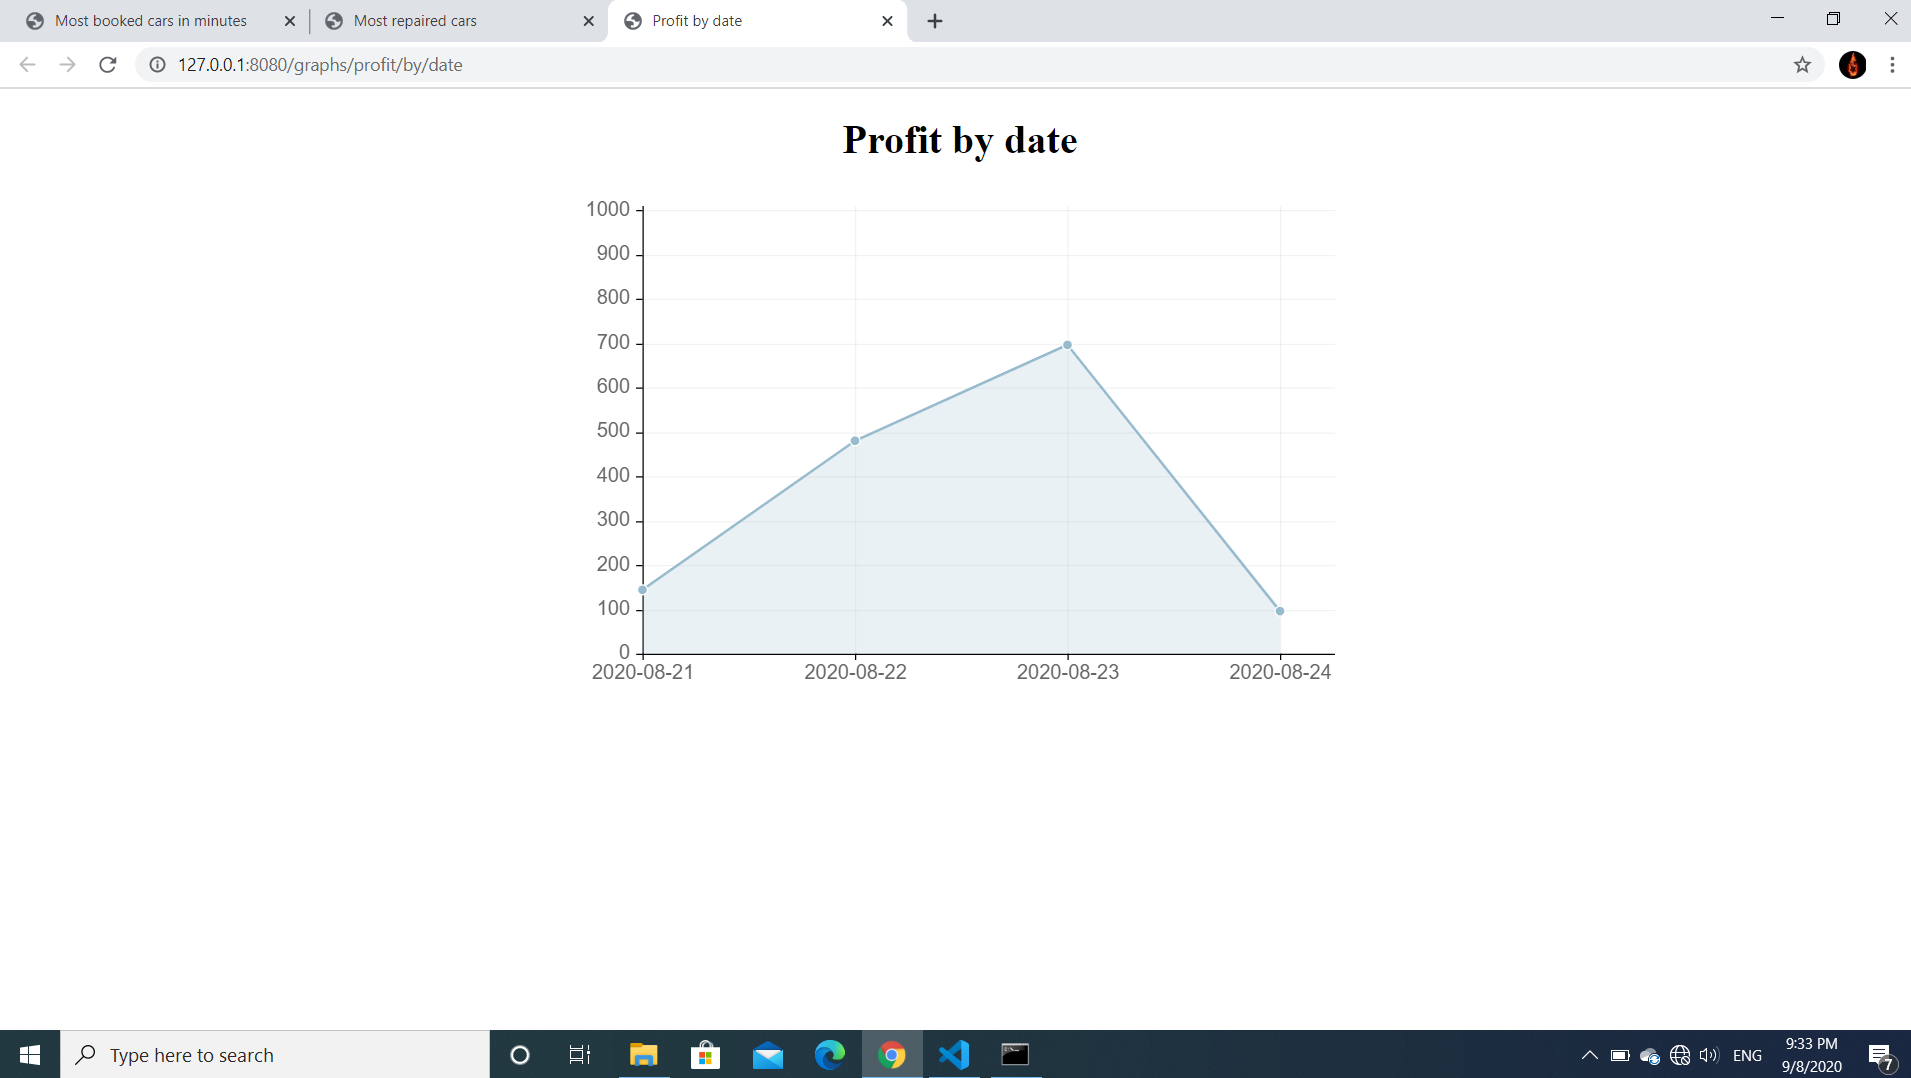 Most booked cars in minutes
Most repaired cars
Profit by date
127.0.0.1:8080/graphs/profit/by/date
Profit by date
1000
900
800
700
600
500
400
300
200
100
0
2020-08-21 2020-08-22 2020-08-23 2020-08-24
Type here to search
ENG
9:33 PM
9/8/2020
7